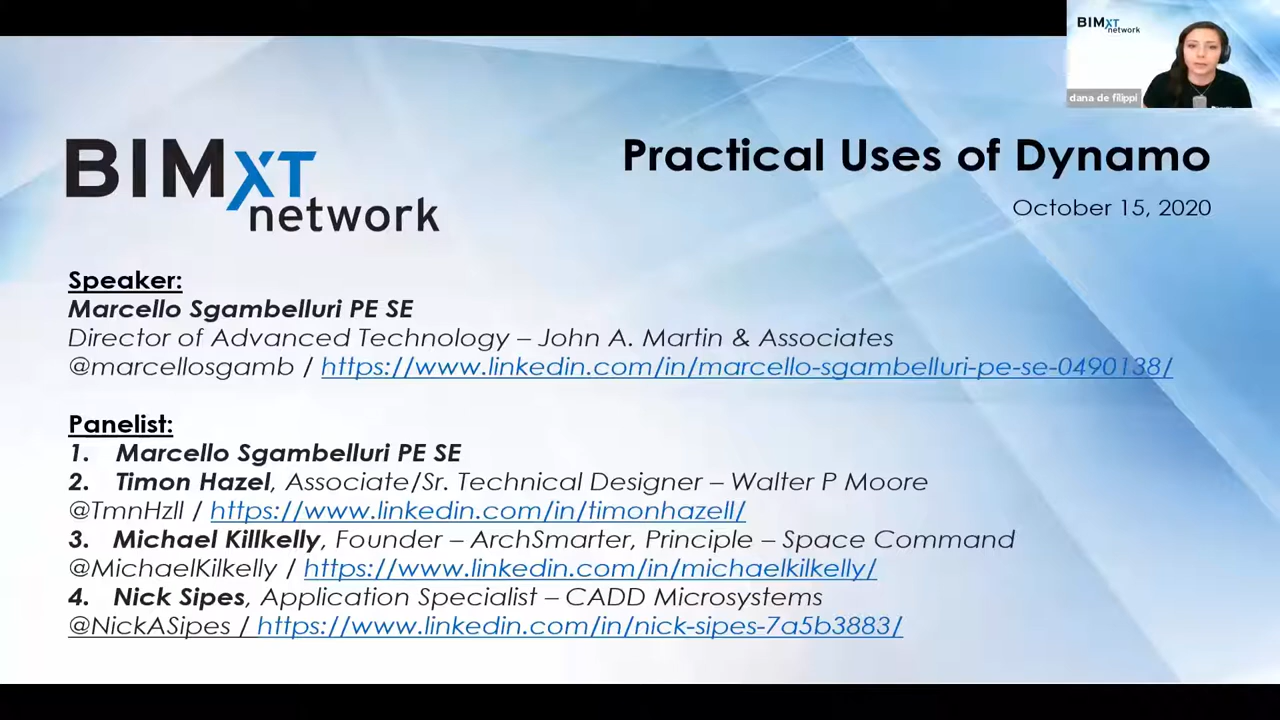 BIMXT
network
dana de filippi
BIMXT
network
Practical Uses of Dynamo
October 15, 2020
Speaker:
Marcello Sgambelluri PE SE
Director of Advanced Technology – John A. Martin & Associates
@marcellosgamb / https://www.linkedin.com/in/marcello-sgambelluri-pe-se-0490138/
Panelist:
1. Marcello Sgambelluri PE SE
2. Timon Hazel, Associate/Sr. Technical Designer – Walter P Moore
@TmnHzll / https://www.linkedin.com/in/timonhazell/
3. Michael Killkelly, Founder – ArchSmarter, Principle – Space Command
@MichaelKilkelly / https://www.linkedin.com/in/michaelkilkelly/
4. Nick Sipes, Application Specialist – CADD Microsystems
@NickASipes / https://www.linkedin.com/in/nick-sipes-7a5b3883/